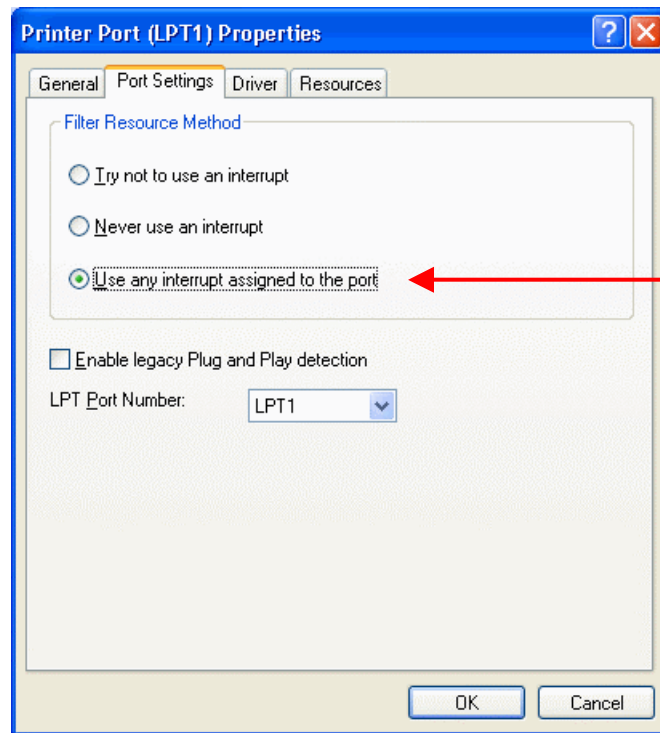 Printer Port (LPT1) Properties
General Port Settings Driver Resources
Filter Resource Method
Try not to use an interrupt
Never use an interrupt
Use any interrupt assigned to the port
Enable legacy Plug and Play detection
LPT Port Number: LPT1
OK Cancel